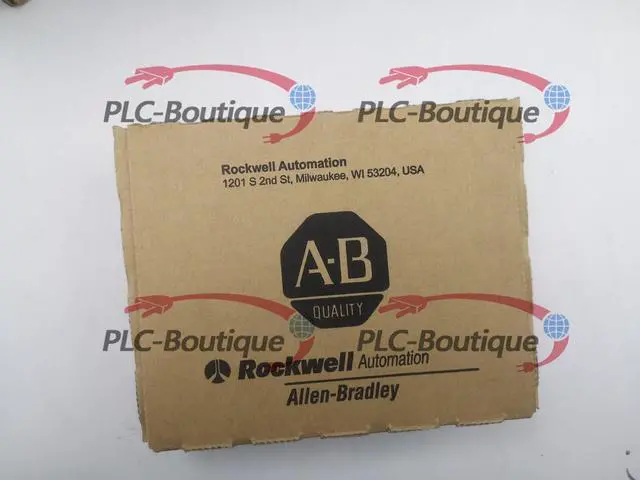 PLC-Boutique PLC-Boutique
Rockwell Automation
1201 S 2nd St, Milwaukee, WI 53204, USA
A-B
QUALITY
PLC-Boutique PLC-Boutique
Rockwell Automation
Allen-Bradley